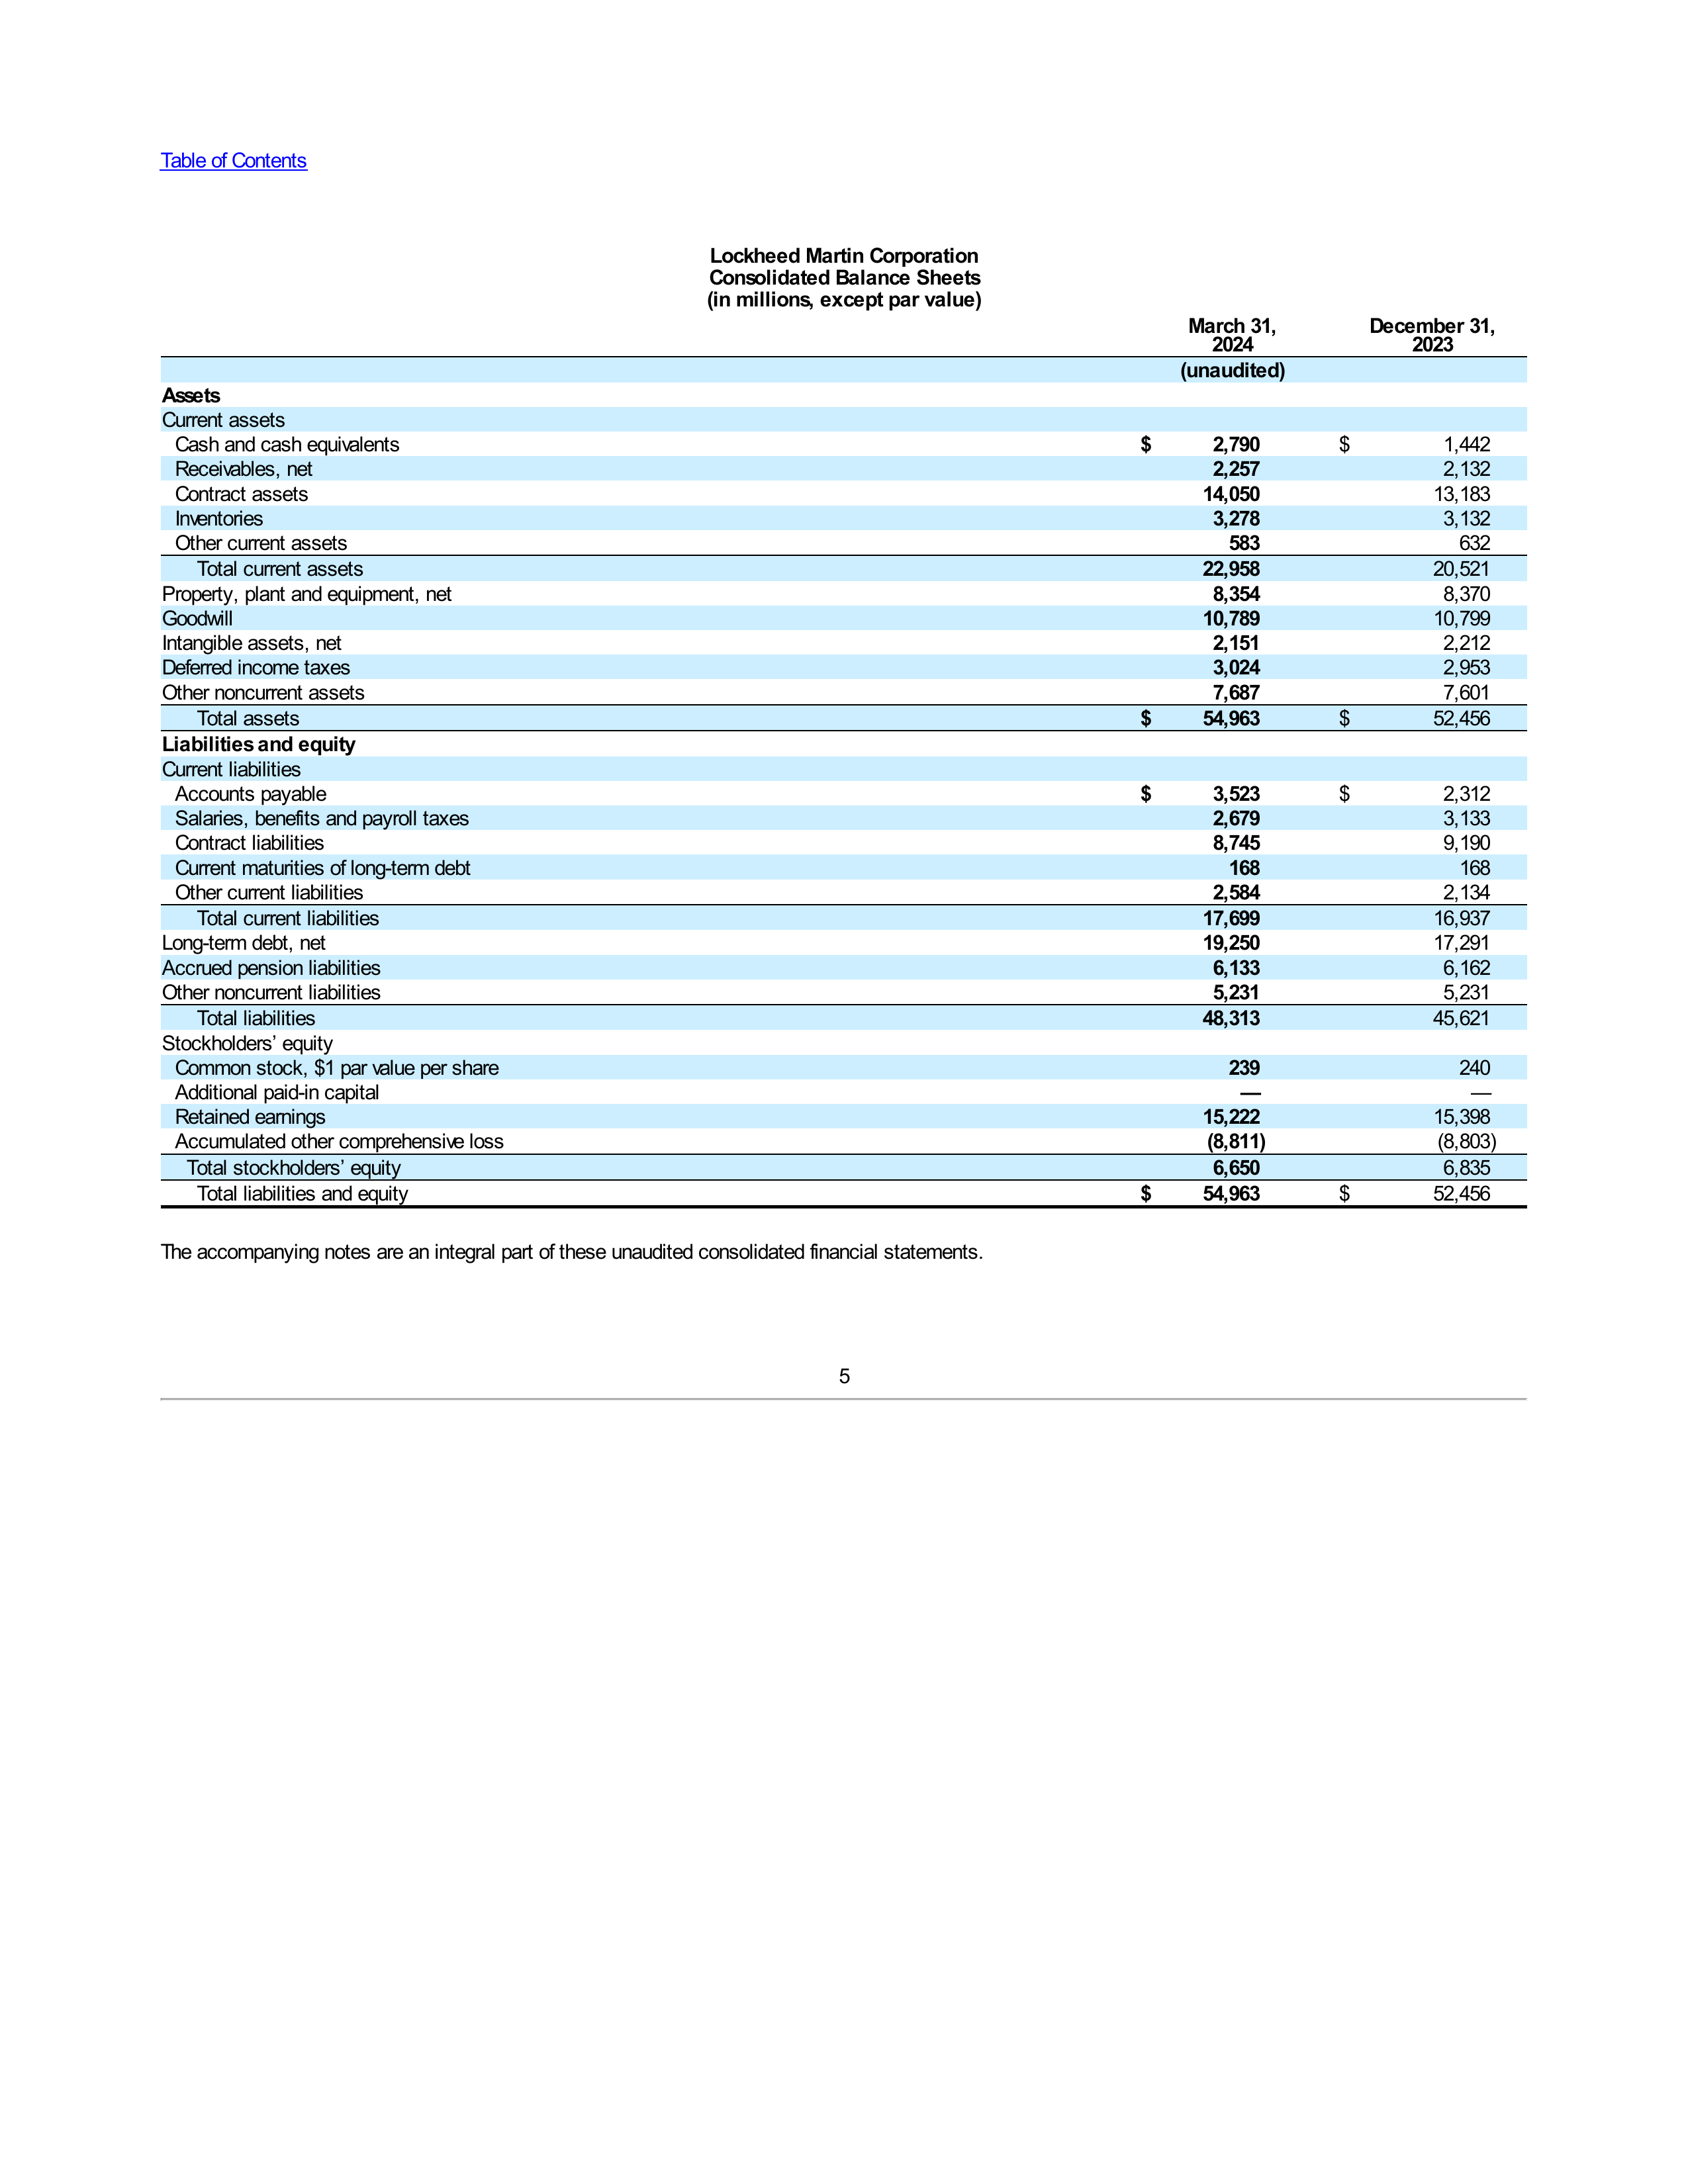 Table of Contents
Lockheed Martin Corporation
Consolidated Balance Sheets
(in millions, except par value)
March 31, 2024 December 31, 2023
(unaudited)
Assets
Current assets
Cash and cash equivalents $ 2,790 $ 1,442
Receivables, net 2,257 2,132
Contract assets 14,050 13,183
Inventories 3,278 3,132
Other current assets 583 632
Total current assets 22,958 20,521
Property, plant and equipment, net 8,354 8,370
Goodwill 10,789 10,799
Intangible assets, net 2,151 2,212
Deferred income taxes 3,024 2,953
Other noncurrent assets 7,687 7,601
Total assets $ 54,963 $ 52,456
Liabilities and equity
Current liabilities
Accounts payable $ 3,523 $ 2,312
Salaries, benefits and payroll taxes 2,679 3,133
Contract liabilities 8,745 9,190
Current maturities of long-term debt 168 168
Other current liabilities 2,584 2,134
Total current liabilities 17,699 16,937
Long-term debt, net 19,250 17,291
Accrued pension liabilities 6,133 6,162
Other noncurrent liabilities 5,231 5,231
Total liabilities 48,313 45,621
Stockholders’ equity
Common stock, $1 par value per share 239 240
Additional paid-in capital — —
Retained earnings 15,222 15,398
Accumulated other comprehensive loss (8,811) (8,803)
Total stockholders’ equity 6,650 6,835
Total liabilities and equity $ 54,963 $ 52,456
The accompanying notes are an integral part of these unaudited consolidated financial statements.
5